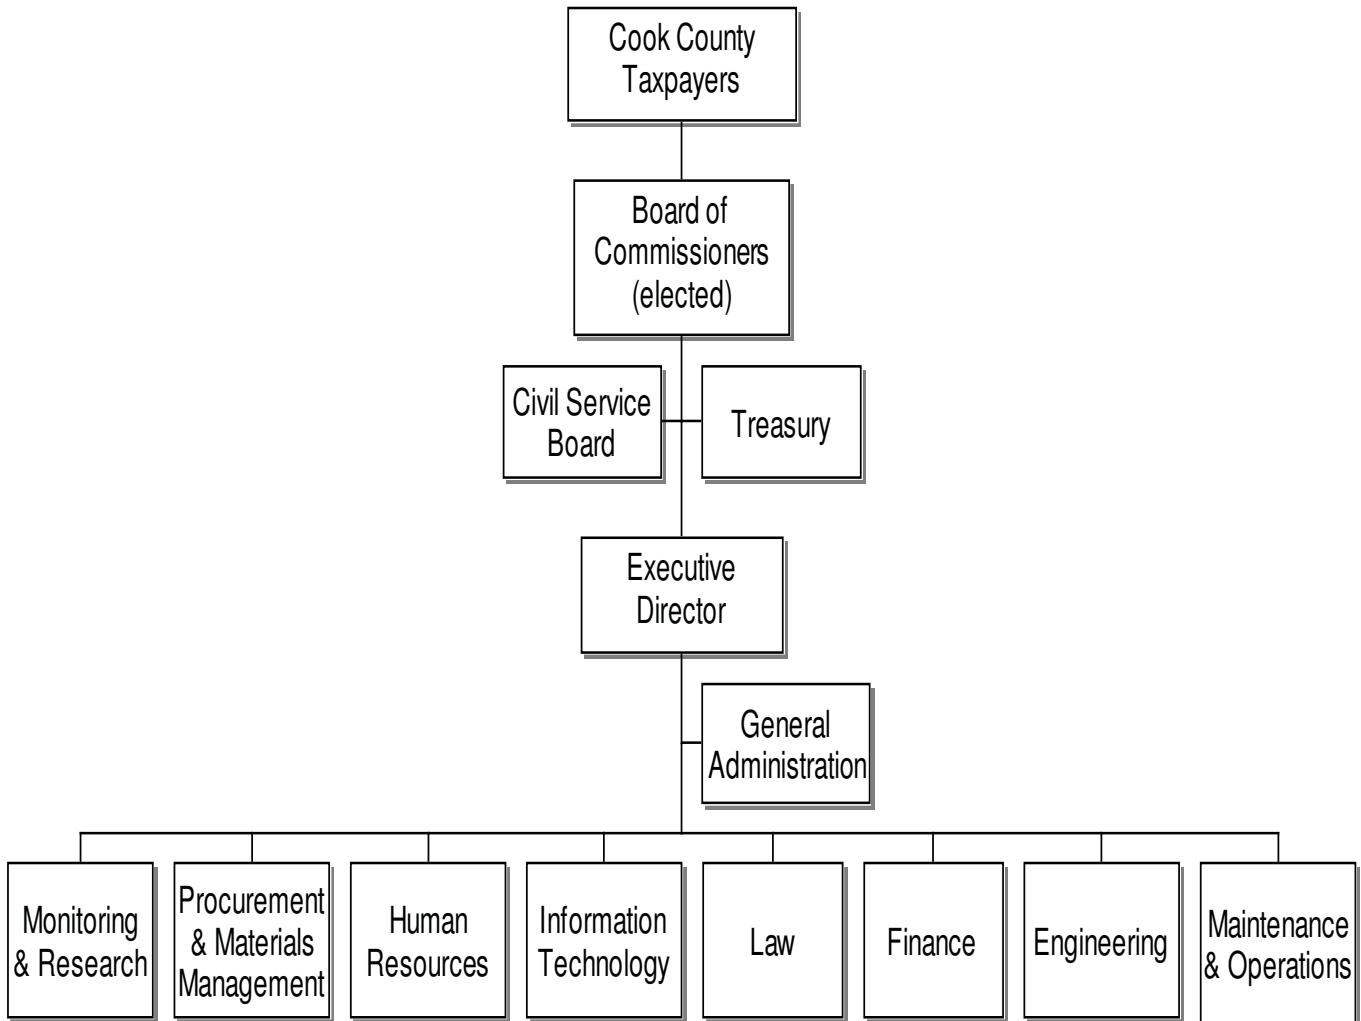 Cook County
Taxpayers
Board of
Commissioners
(elected)
Civil Service
Board
Treasury
Executive
Director
General
Administration
Monitoring
& Research
Procurement
& Materials
Management
Human
Resources
Information
Technology
Law
Finance
Engineering
Maintenance
& Operations